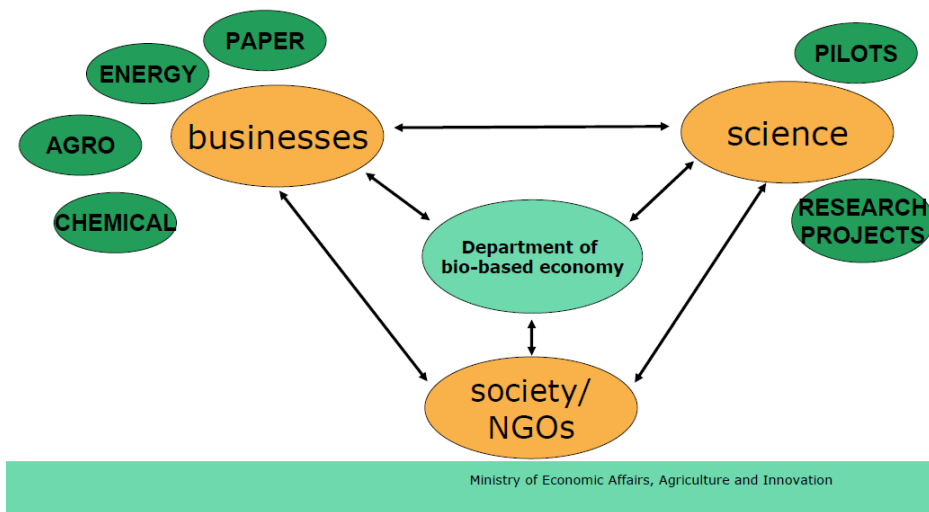 PAPER
PILOTS
ENERGY
businesses
science
AGRO
CHEMICAL
RESEARCH
PROJECTS
Department of
bio-based economy
society/
NGOs
Ministry of Economic Affairs, Agriculture and Innovation